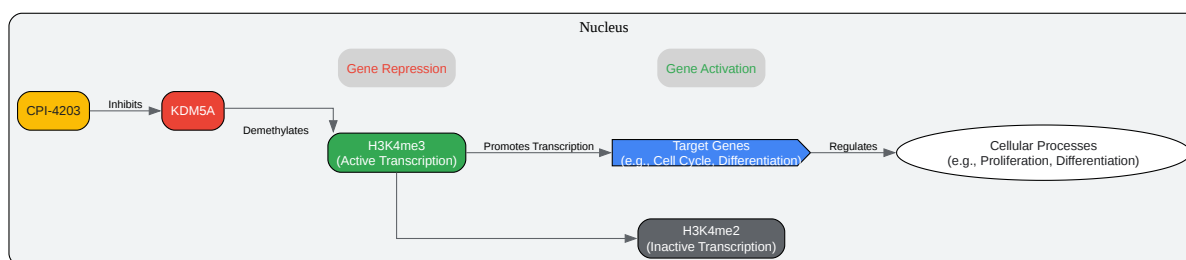 Nucleus
Gene Repression
Gene Activation
CPI-4203
Inhibits
KDM5A
Demethylates
H3K4me3
(Active Transcription)
Promotes Transcription
Target Genes
(e.g., Cell Cycle, Differentiation)
Regulates
Cellular Processes
(e.g., Proliferation, Differentiation)
H3K4me2
(Inactive Transcription)